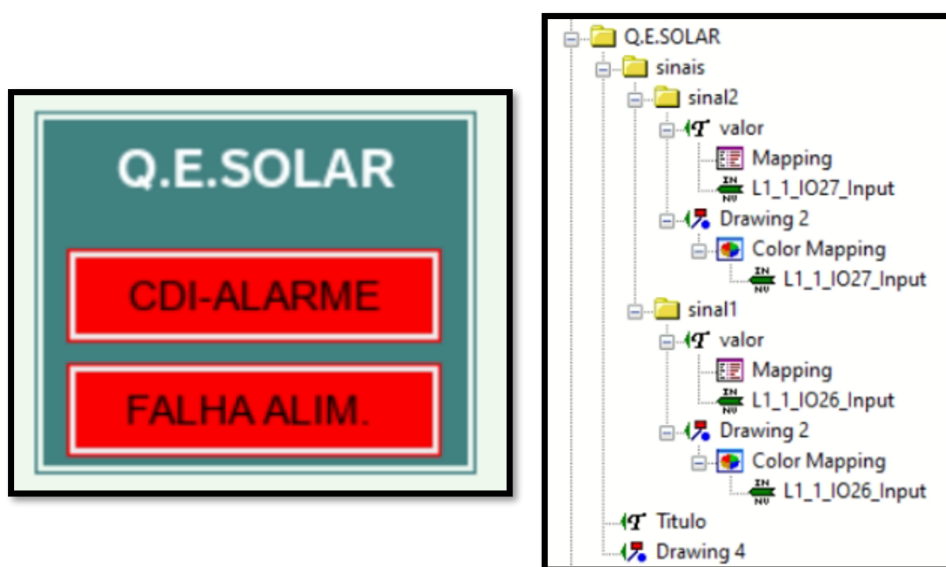 Q.E.SOLAR
CDI-ALARME
FALHA ALIM.
Q.E.SOLAR
sinais
sinal2
valor
Mapping
L1_1_IO27_Input
Drawing 2
Color Mapping
L1_1_IO27_Input
sinal1
valor
Mapping
L1_1_IO26_Input
Drawing 2
Color Mapping
L1_1_IO26_Input
Titulo
Drawing 4